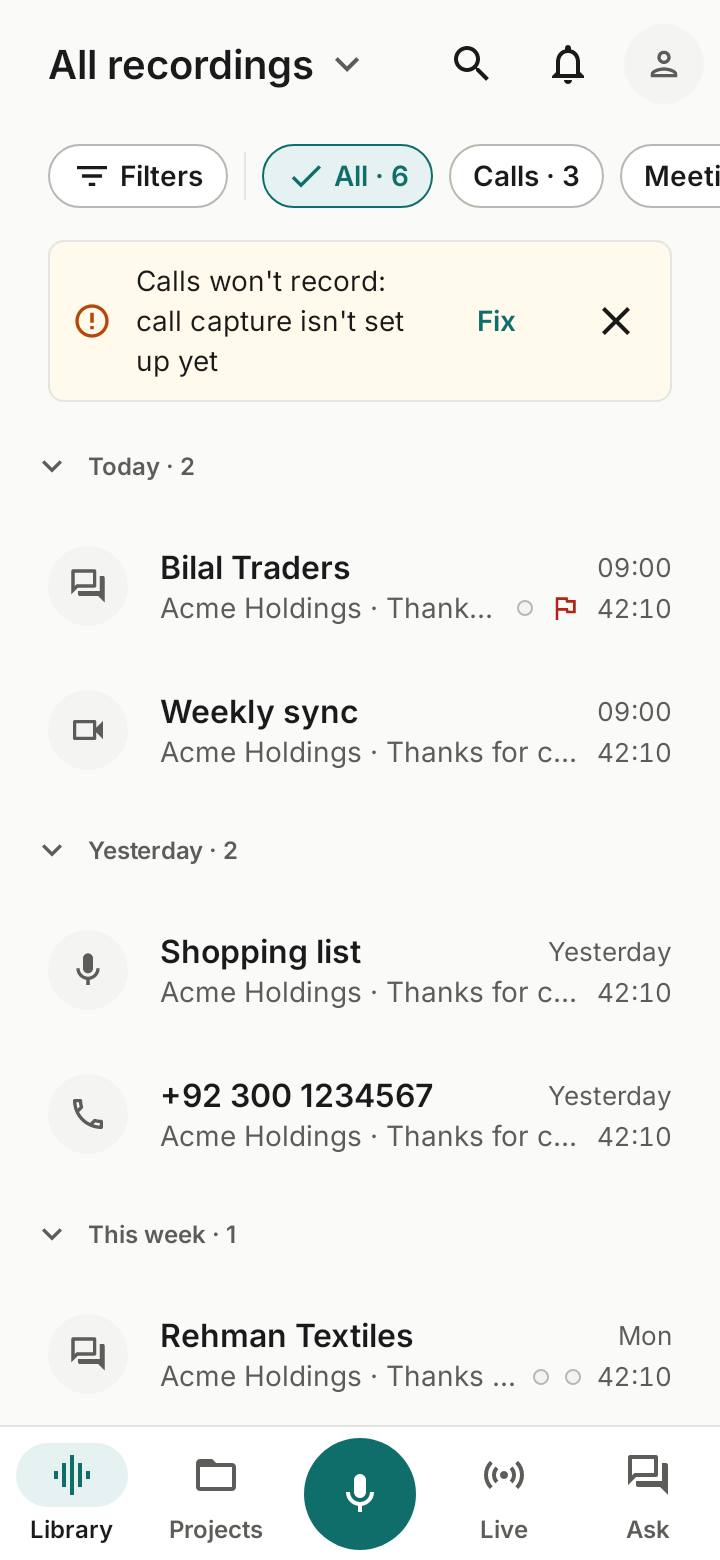 All recordings
Filters
All · 6
Calls · 3
Meeti
Calls won't record:
call capture isn't set
up yet
Fix
Today · 2
Bilal Traders
09:00
Acme Holdings · Thank...
42:10
Weekly sync
09:00
Acme Holdings · Thanks for c...
42:10
Yesterday · 2
Shopping list
Yesterday
Acme Holdings · Thanks for c...
42:10
+92 300 1234567
Yesterday
Acme Holdings · Thanks for c...
42:10
This week · 1
Rehman Textiles
Mon
Acme Holdings · Thanks ...
42:10
Library
Projects
Live
Ask